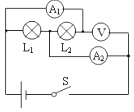 A₁
L₁ L₂ V
A₂
S